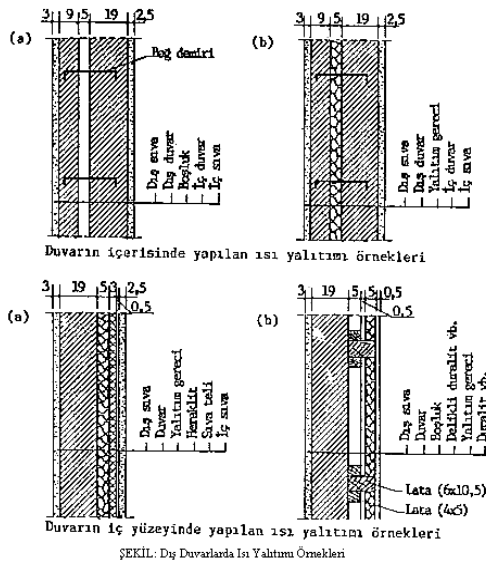 3 9 5 19 2,5
3 9 5 19 2,5
(a)
(b)
Bağ demiri
Dış sıva
Dış duvar
Boşluk
İç duvar
İç sıva
Dış sıva
Dış duvar
Yalıtım gereci
İç duvar
İç sıva
Duvarın içerisinde yapılan ısı yalıtımı örnekleri
3 19 5 3 2,5
0,5
3 19 5 5 0,5
0,5
(a)
(b)
Dış sıva
Duvar
Yalıtım gereci
Heraklit
Sıva teli
İç sıva
Dış sıva
Duvar
Boşluk
Delikli duralit vb.
Yalıtım gereci
Duralit vb.
Lata (6x10,5)
Lata (4x5)
Duvarın iç yüzeyinde yapılan ısı yalıtımı örnekleri
ŞEKİL: Dış Duvarlarda Isı Yalıtımı Örnekleri